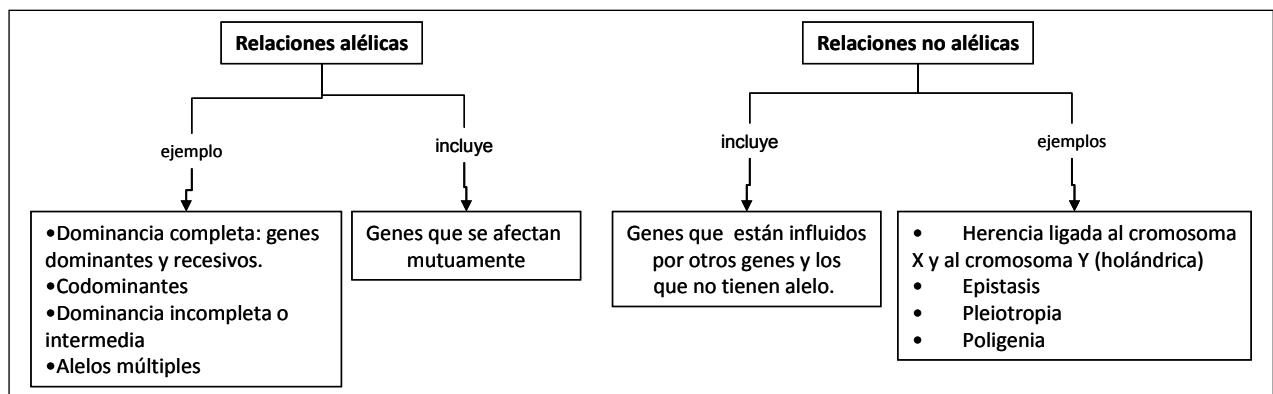 Relaciones alélicas
ejemplo
incluye
•Dominancia completa: genes
dominantes y recesivos.
•Codominantes
•Dominancia incompleta o
intermedia
•Alelos múltiples
Genes que se afectan
mutuamente
Relaciones no alélicas
incluye
ejemplos
Genes que están influidos
por otros genes y los
que no tienen alelo.
• Herencia ligada al cromosoma
X y al cromosoma Y (holándrica)
• Epistasis
• Pleiotropia
• Poligenia